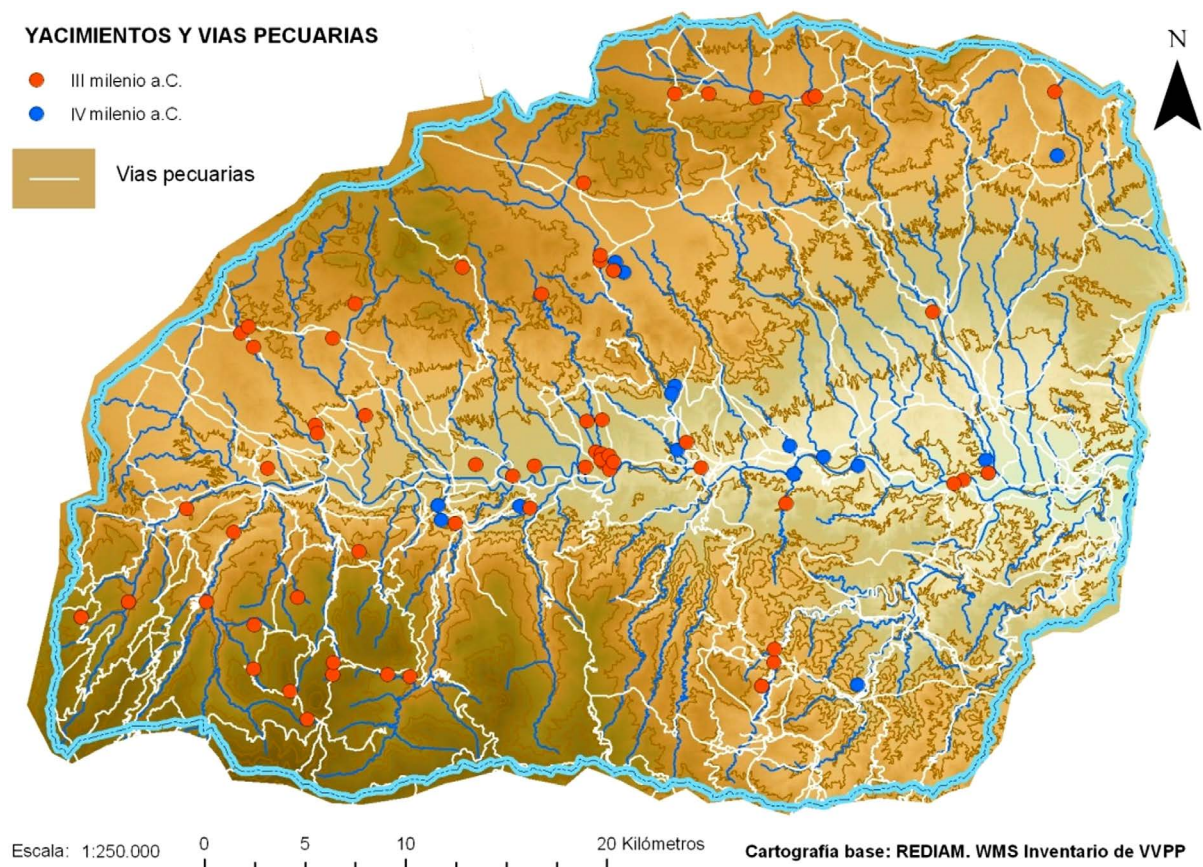 YACIMIENTOS Y VIAS PECUARIAS
III milenio a.C.
IV milenio a.C.
Vias pecuarias
N
Escala: 1:250.000
0 5 10 20 Kilómetros
Cartografía base: REDIAM. WMS Inventario de VVPP